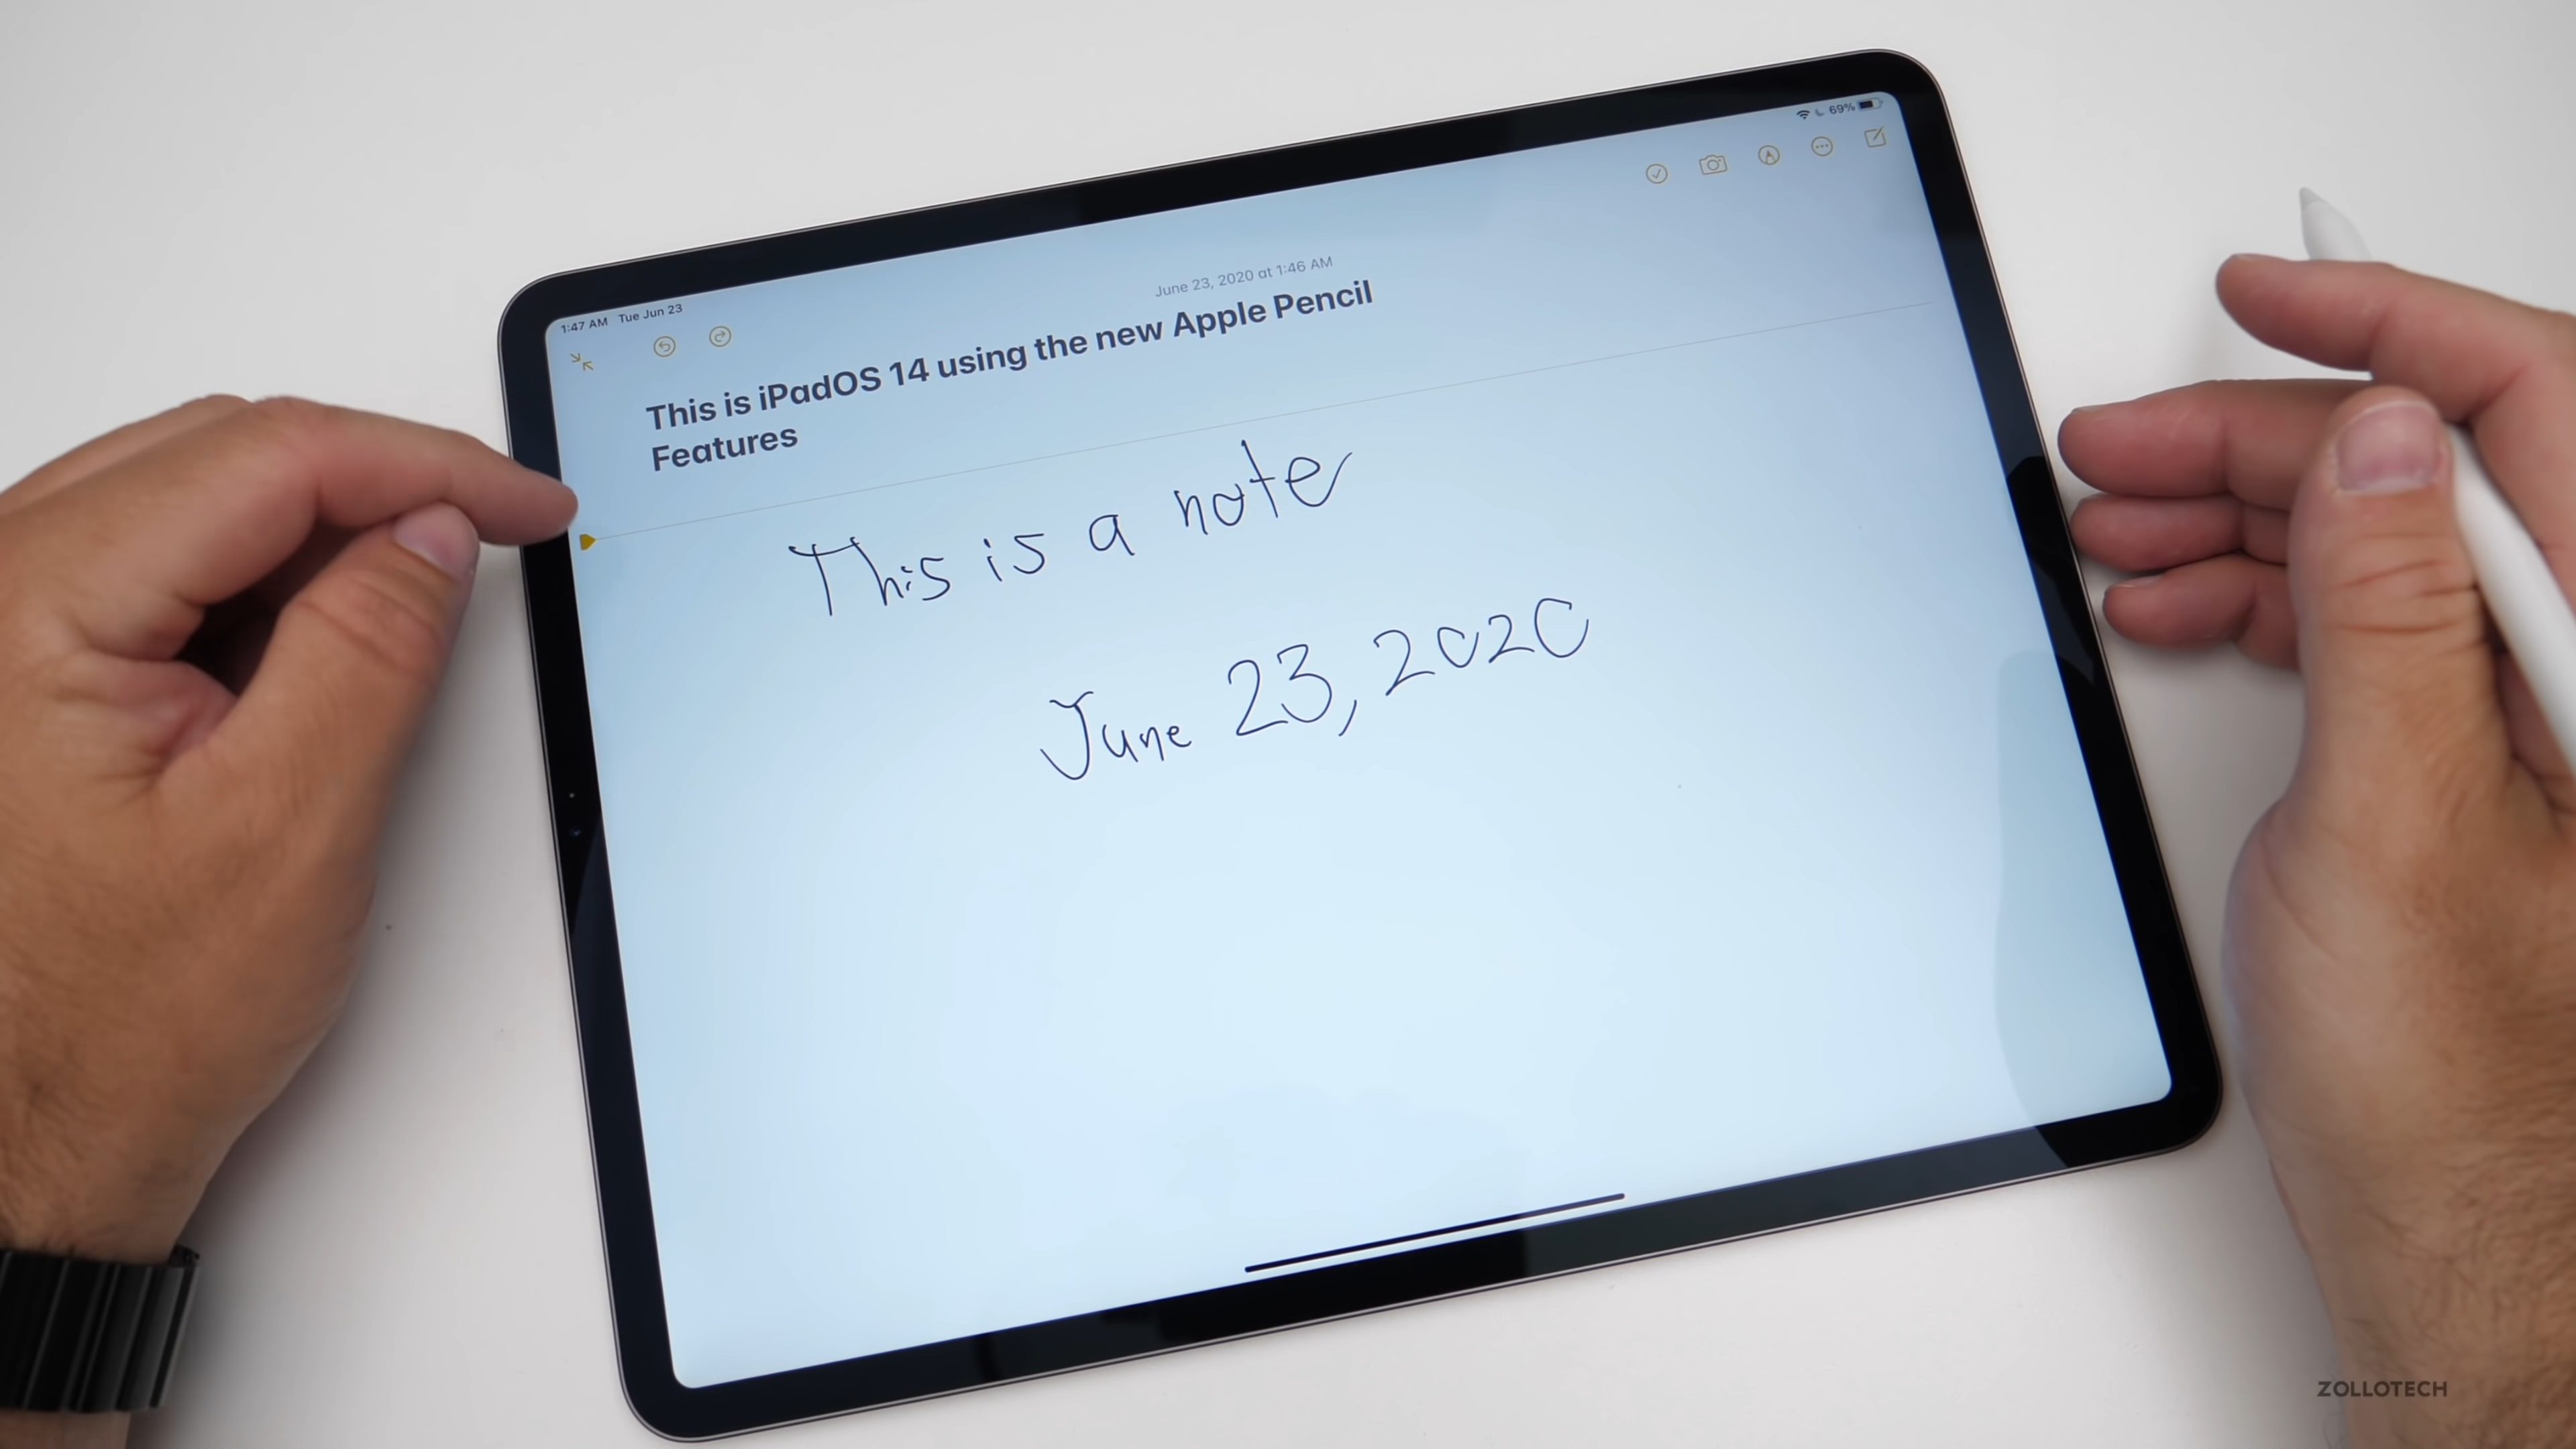 1:47 AM Tue Jun 23
69%
June 23, 2020 at 1:46 AM
This is iPadOS 14 using the new Apple Pencil
Features
This is a note
June 23, 2020
ZOLLOTECH